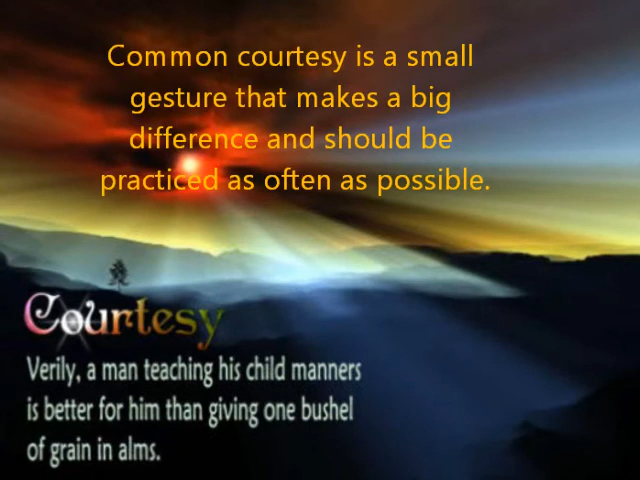 Common courtesy is a small
gesture that makes a big
difference and should be
practiced as often as possible.
Courtesy
Verily, a man teaching his child manners
is better for him than giving one bushel
of grain in alms.